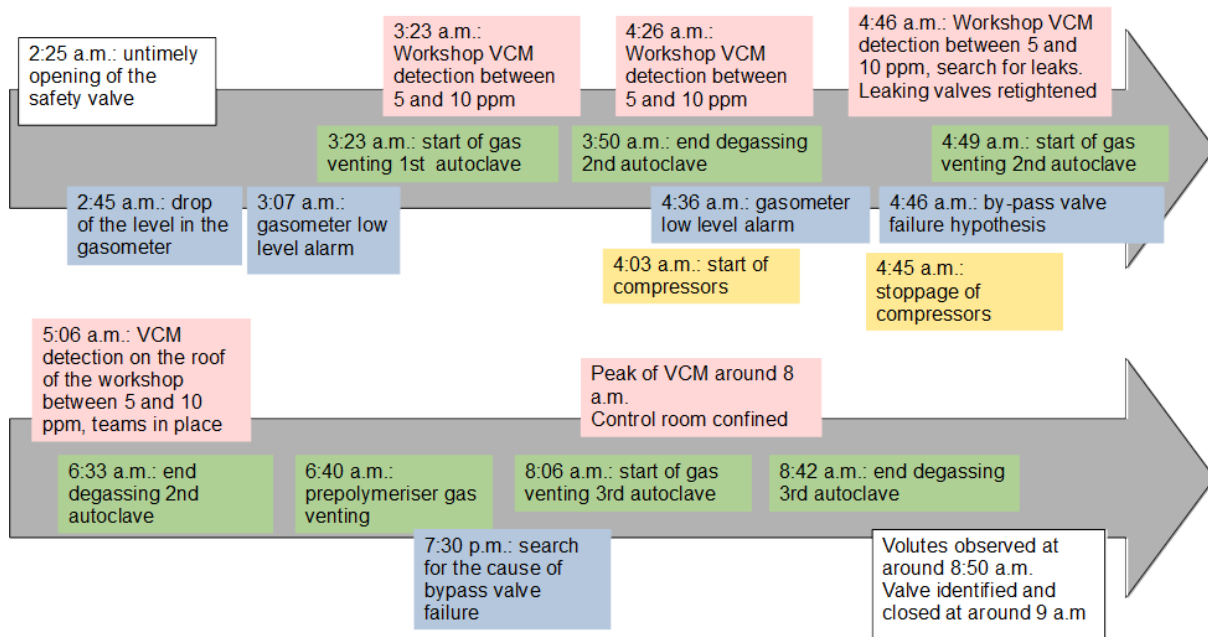 2:25 a.m.: untimely
opening of the
safety valve
3:23 a.m.:
Workshop VCM
detection between
5 and 10 ppm
4:26 a.m.:
Workshop VCM
detection between
5 and 10 ppm
4:46 a.m.: Workshop VCM
detection between 5 and
10 ppm, search for leaks.
Leaking valves retightened
3:23 a.m.: start of gas
venting 1st autoclave
3:50 a.m.: end degassing
2nd autoclave
4:49 a.m.: start of gas
venting 2nd autoclave
2:45 a.m.: drop
of the level in the
gasometer
3:07 a.m.:
gasometer low
level alarm
4:36 a.m.: gasometer
low level alarm
4:46 a.m.: by-pass valve
failure hypothesis
4:03 a.m.: start of
compressors
4:45 a.m.:
stoppage of
compressors
5:06 a.m.: VCM
detection on the roof
of the workshop
between 5 and 10
ppm, teams in place
Peak of VCM around 8
a.m.
Control room confined
6:33 a.m.: end
degassing 2nd
autoclave
6:40 a.m.:
prepolymeriser gas
venting
8:06 a.m.: start of gas
venting 3rd autoclave
8:42 a.m.: end degassing
3rd autoclave
7:30 p.m.: search
for the cause of
bypass valve
failure
Volutes observed at
around 8:50 a.m.
Valve identified and
closed at around 9 a.m